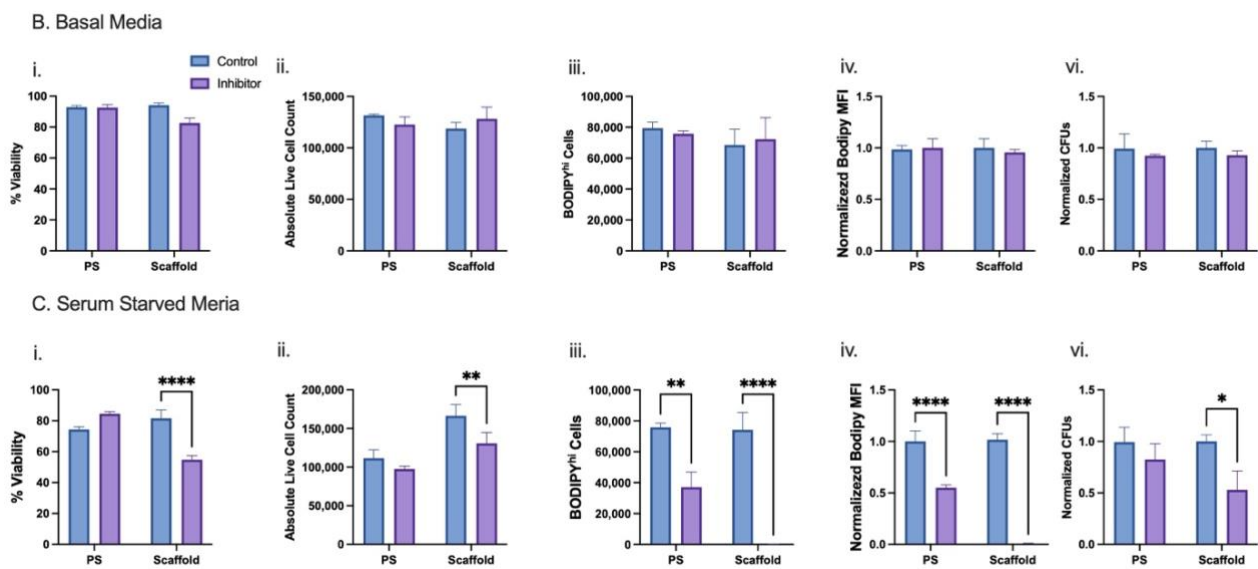 B. Basal Media
Control
Inhibitor
i.
100
80
60
40
20
0
% Viability
PS
Scaffold
ii.
150,000
100,000
50,000
0
Absolute Live Cell Count
PS
Scaffold
iii.
100,000
80,000
60,000
40,000
20,000
0
BODIPYhi Cells
PS
Scaffold
iv.
1.5
1.0
0.5
0.0
Normalizezd Bodipy MFI
PS
Scaffold
vi.
1.5
1.0
0.5
0.0
Normalized CFUs
PS
Scaffold
C. Serum Starved Meria
i.
****
100
80
60
40
20
0
% Viability
PS
Scaffold
ii.
**
200,000
150,000
100,000
50,000
0
Absolute Live Cell Count
PS
Scaffold
iii.
**
****
100,000
80,000
60,000
40,000
20,000
0
BODIPYhi Cells
PS
Scaffold
iv.
****
****
1.5
1.0
0.5
0.0
Normalizezd Bodipy MFI
PS
Scaffold
vi.
*
1.5
1.0
0.5
0.0
Normalized CFUs
PS
Scaffold